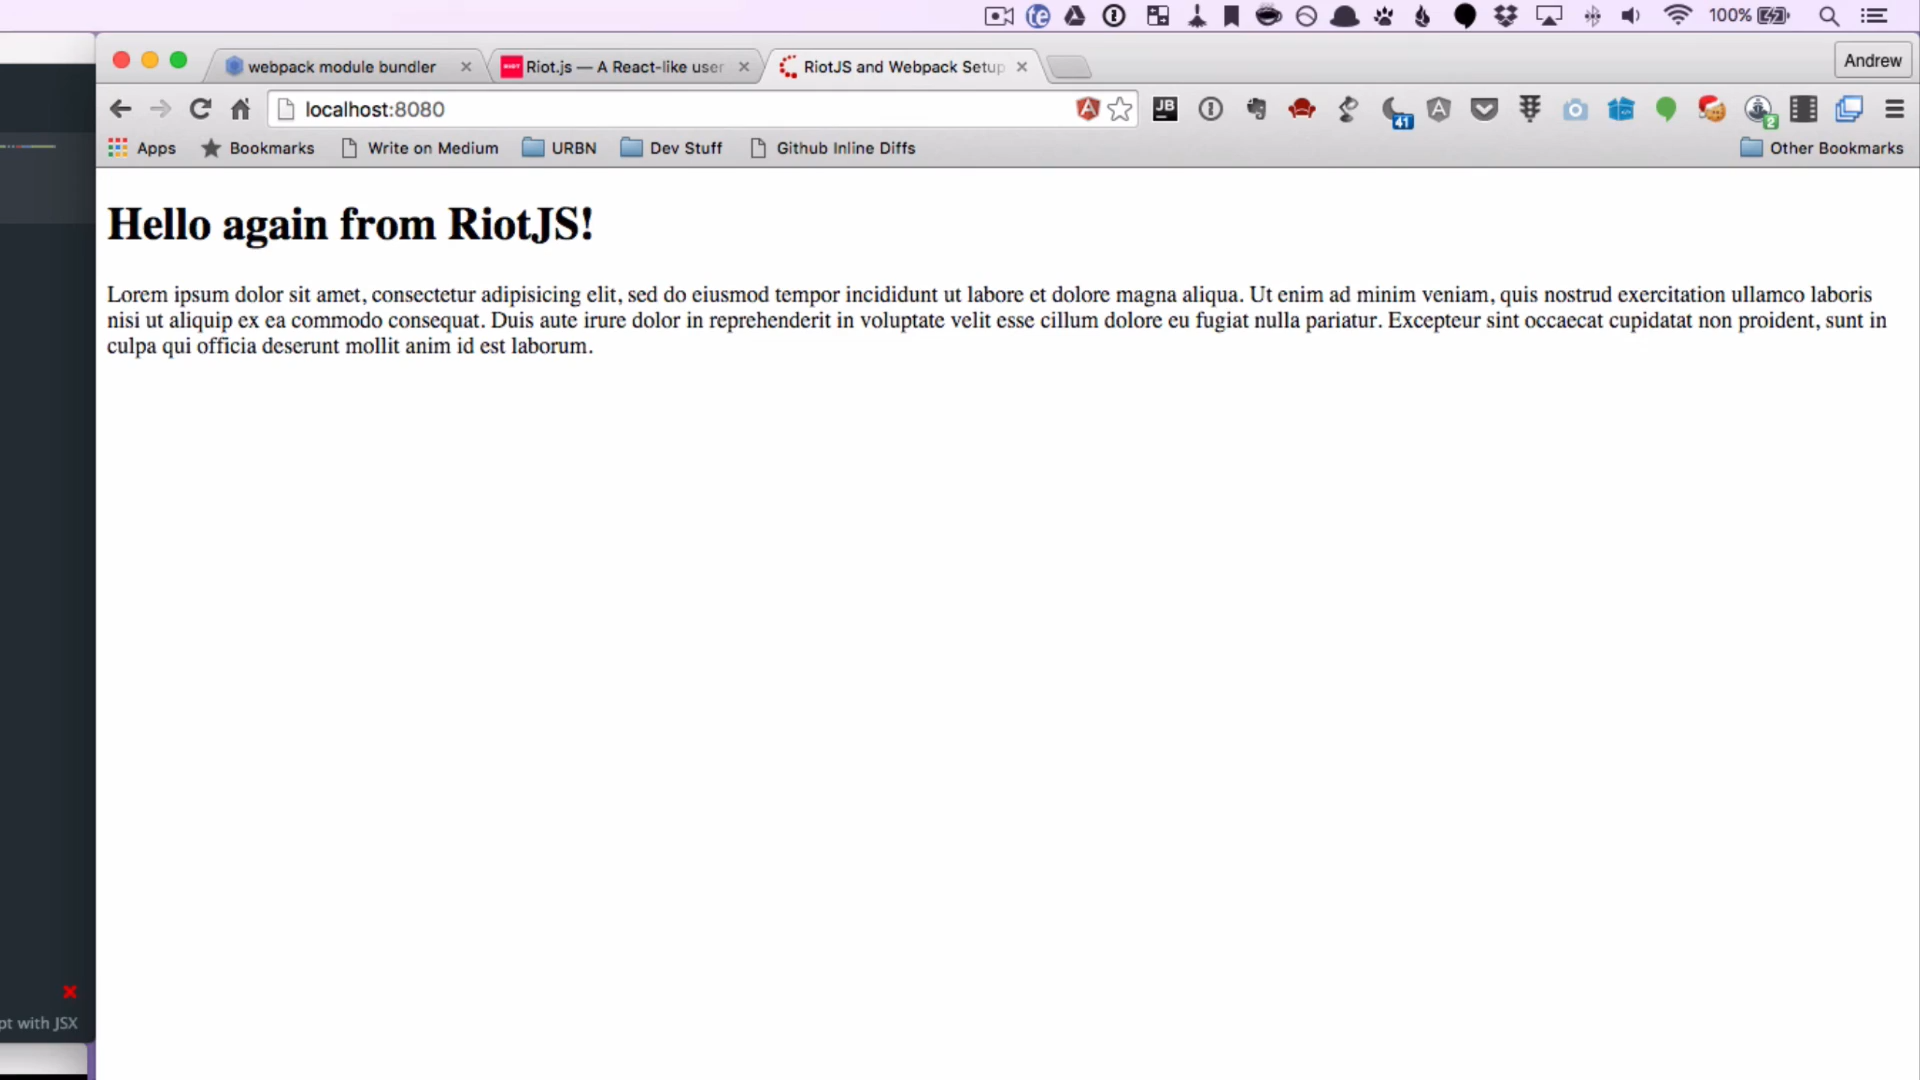 100%
webpack module bundler
Riot.js — A React-like user
RiotJS and Webpack Setup
Andrew
localhost:8080
JB
41
2
Apps
Bookmarks
Write on Medium
URBN
Dev Stuff
Github Inline Diffs
Other Bookmarks
Hello again from RiotJS!
Lorem ipsum dolor sit amet, consectetur adipisicing elit, sed do eiusmod tempor incididunt ut labore et dolore magna aliqua. Ut enim ad minim veniam, quis nostrud exercitation ullamco laboris
nisi ut aliquip ex ea commodo consequat. Duis aute irure dolor in reprehenderit in voluptate velit esse cillum dolore eu fugiat nulla pariatur. Excepteur sint occaecat cupidatat non proident, sunt in
culpa qui officia deserunt mollit anim id est laborum.
pt with JSX